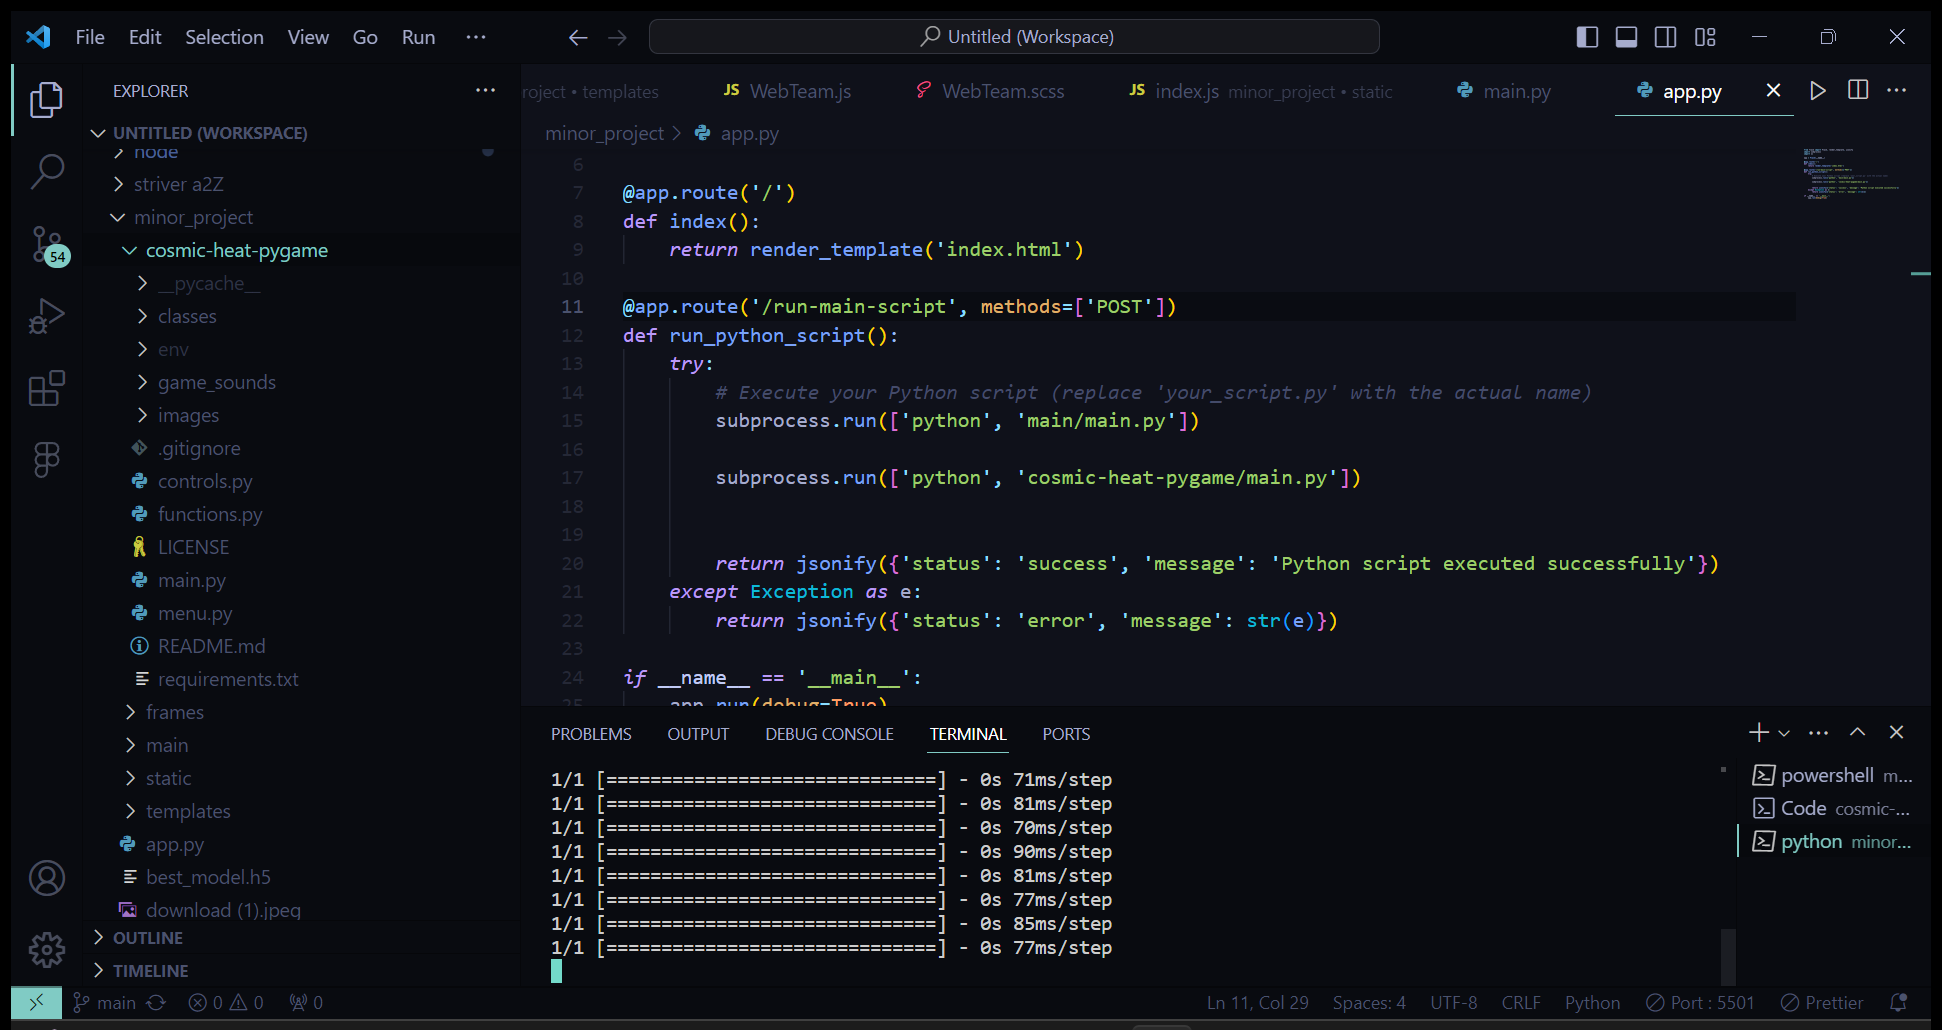 File Edit Selection View Go Run ···
Untitled (Workspace)
EXPLORER ···
UNTITLED (WORKSPACE)
node
striver a2Z
minor_project
cosmic-heat-pygame
__pycache__
classes
env
game_sounds
images
.gitignore
controls.py
functions.py
LICENSE
main.py
menu.py
README.md
requirements.txt
frames
main
static
templates
app.py
best_model.h5
download (1).jpeg
OUTLINE
TIMELINE
54
roject • templates
JS WebTeam.js
WebTeam.scss
JS index.js minor_project • static
main.py
app.py
minor_project > app.py
6
7 @app.route('/')
8 def index():
9 return render_template('index.html')
10
11 @app.route('/run-main-script', methods=['POST'])
12 def run_python_script():
13 try:
14 # Execute your Python script (replace 'your_script.py' with the actual name)
15 subprocess.run(['python', 'main/main.py'])
16
17 subprocess.run(['python', 'cosmic-heat-pygame/main.py'])
18
19
20 return jsonify({'status': 'success', 'message': 'Python script executed successfully'})
21 except Exception as e:
22 return jsonify({'status': 'error', 'message': str(e)})
23
24 if __name__ == '__main__':
25 app.run(debug=True)
PROBLEMS OUTPUT DEBUG CONSOLE TERMINAL PORTS
1/1 [==============================] - 0s 71ms/step
1/1 [==============================] - 0s 81ms/step
1/1 [==============================] - 0s 70ms/step
1/1 [==============================] - 0s 90ms/step
1/1 [==============================] - 0s 81ms/step
1/1 [==============================] - 0s 77ms/step
1/1 [==============================] - 0s 85ms/step
1/1 [==============================] - 0s 77ms/step
powershell m...
Code cosmic-...
python minor...
main 0 0 0
Ln 11, Col 29 Spaces: 4 UTF-8 CRLF Python Port : 5501 Prettier